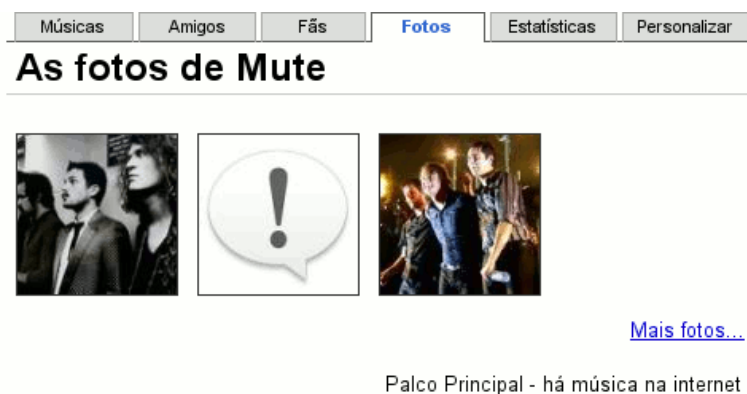 Músicas
Amigos
Fãs
Fotos
Estatísticas
Personalizar
As fotos de Mute
!
Mais fotos...
Palco Principal - há música na internet